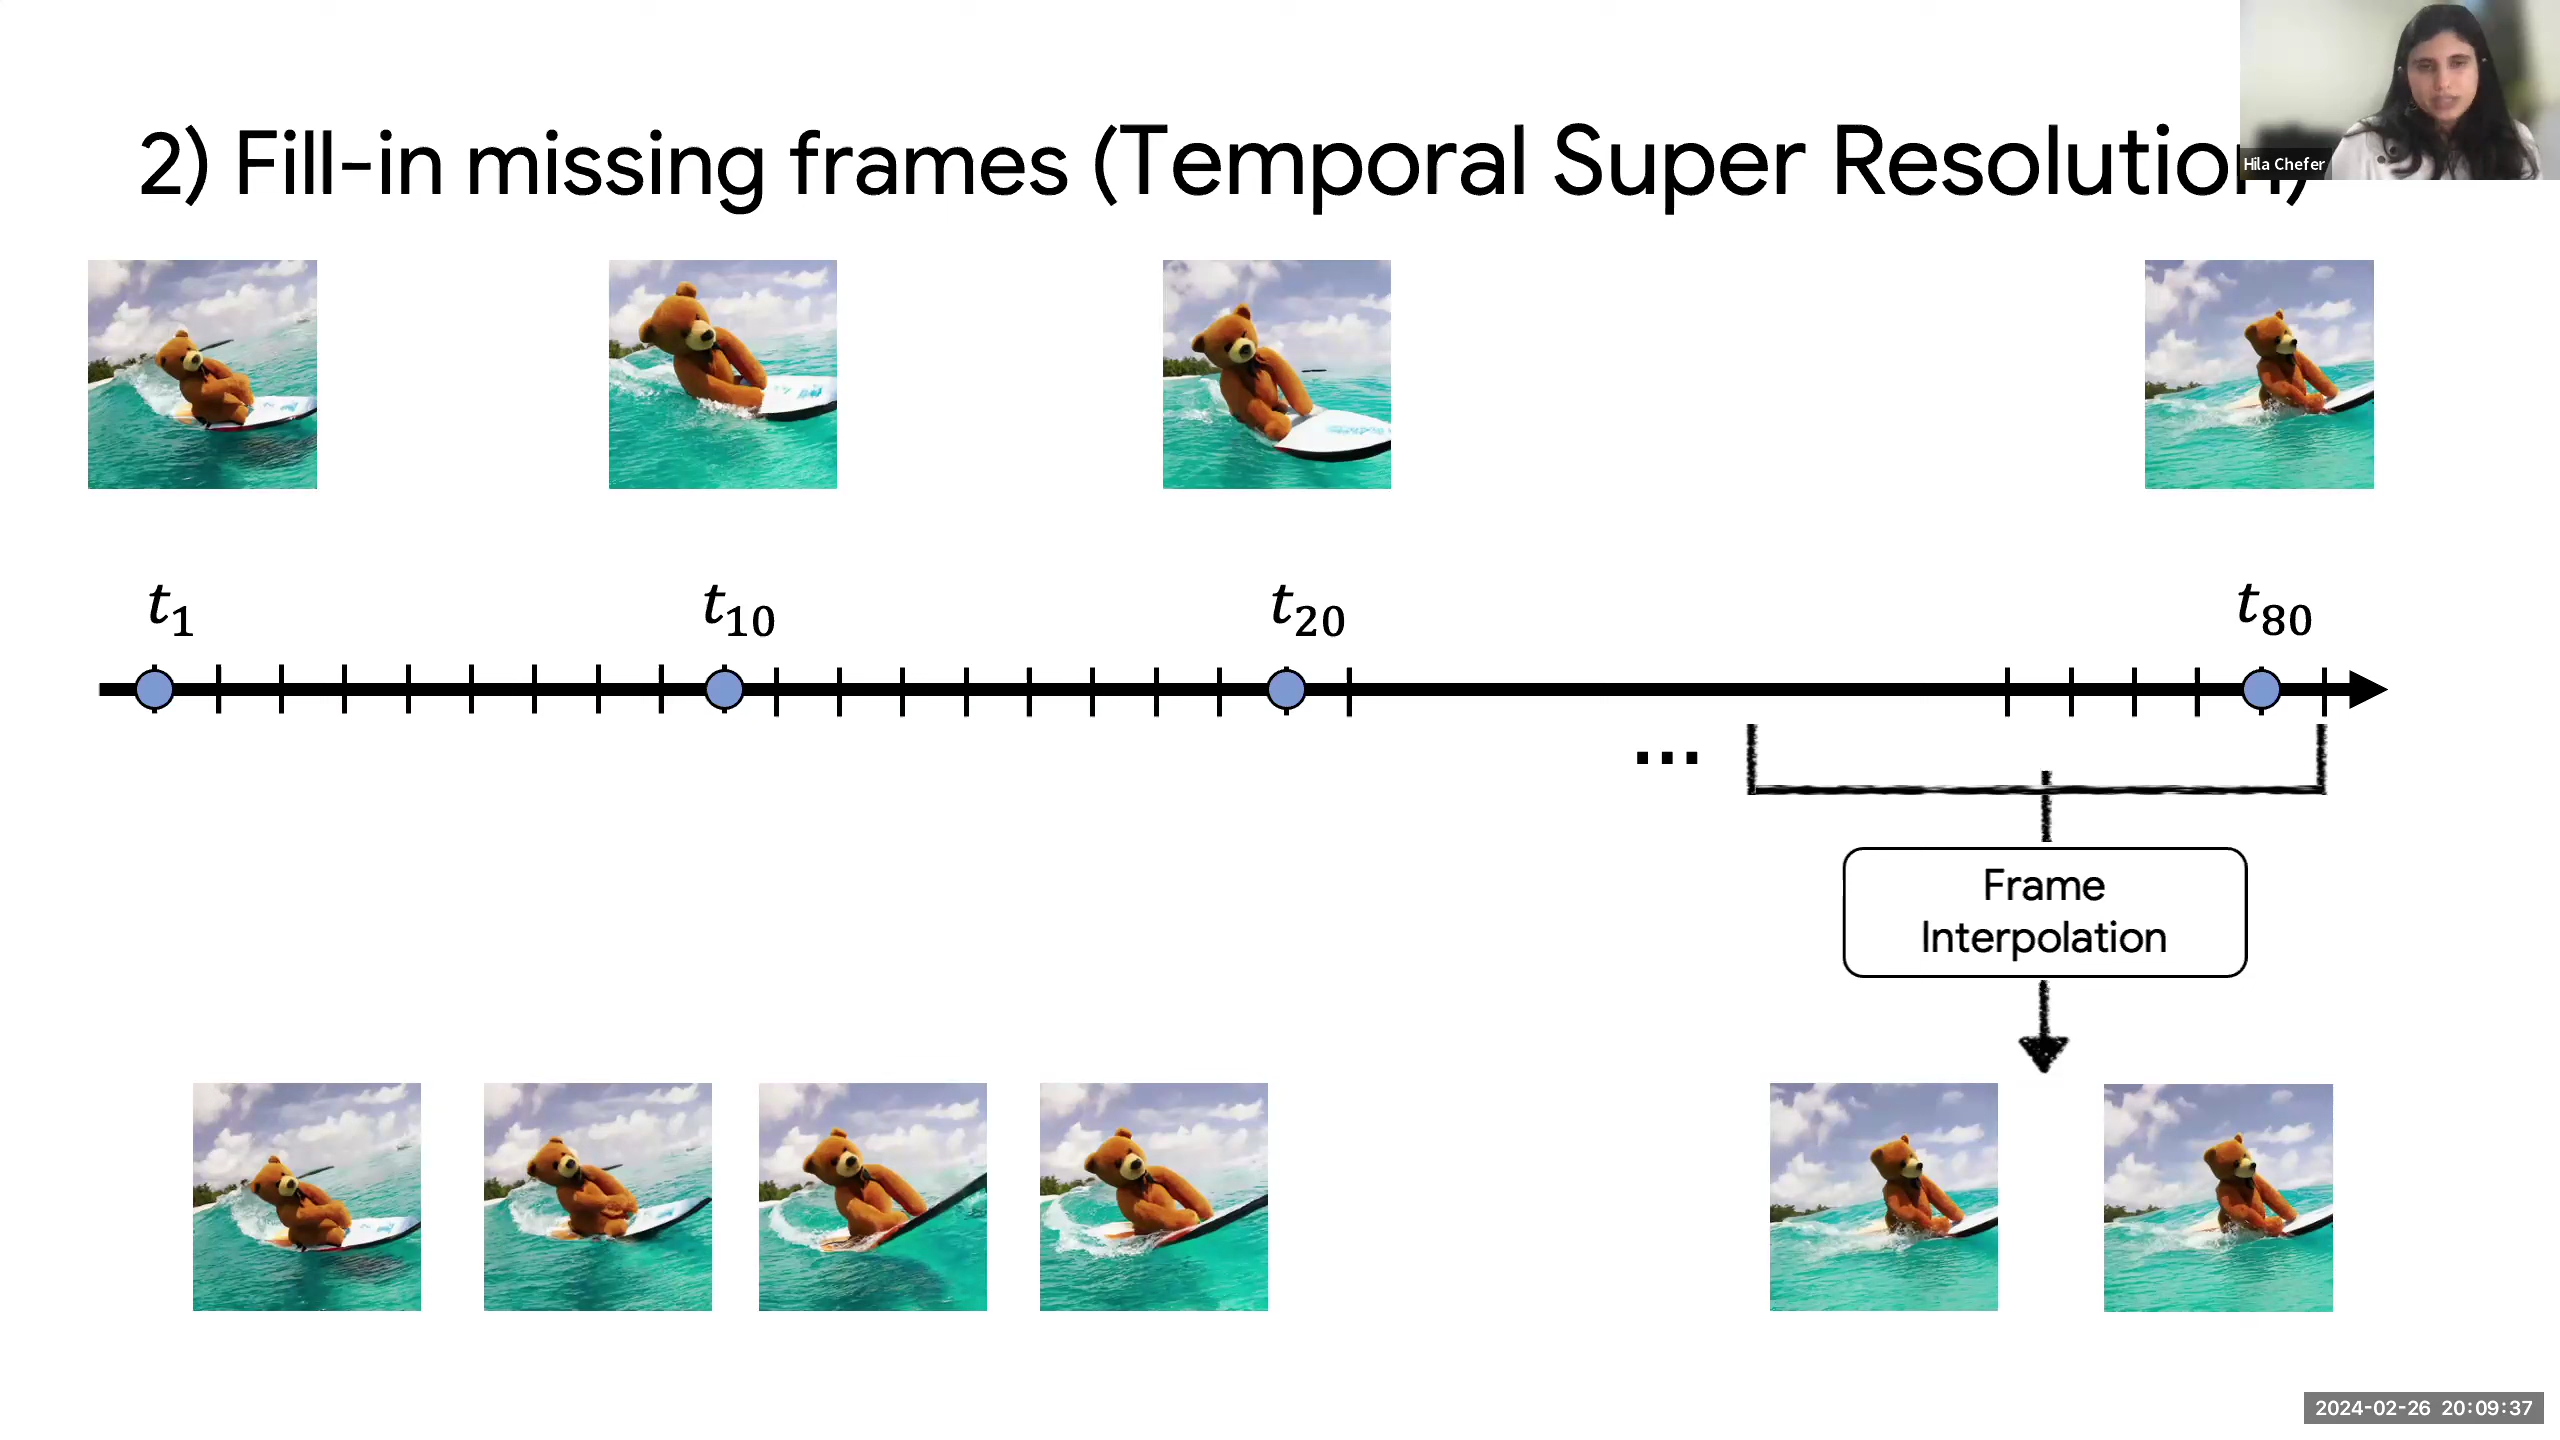 2) Fill-in missing frames (Temporal Super Resolution)
Hila Chefer
t1
t10
t20
t80
...
Frame
Interpolation
2024-02-26 20:09:37